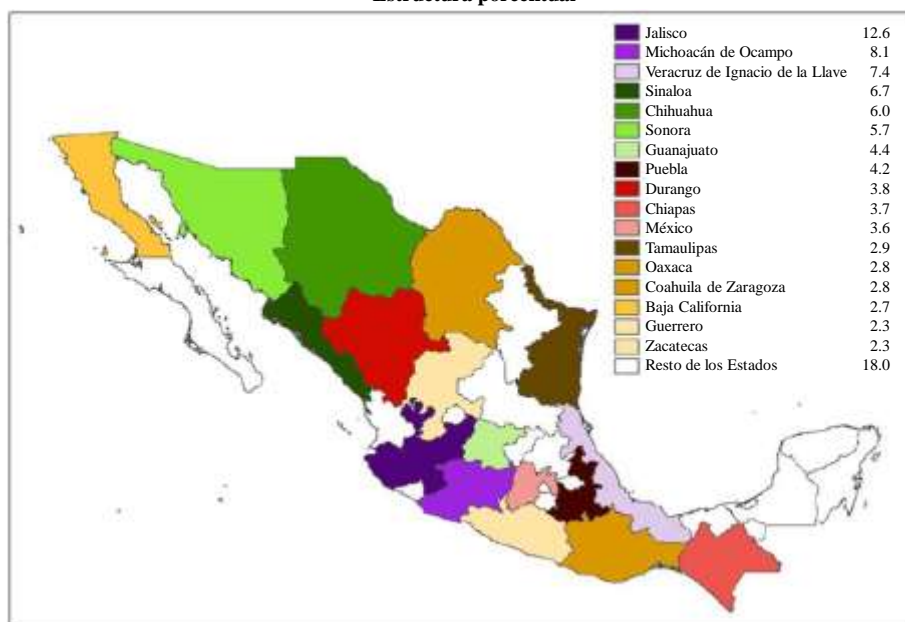 Estructura porcentual
Jalisco 12.6
Michoacán de Ocampo 8.1
Veracruz de Ignacio de la Llave 7.4
Sinaloa 6.7
Chihuahua 6.0
Sonora 5.7
Guanajuato 4.4
Puebla 4.2
Durango 3.8
Chiapas 3.7
México 3.6
Tamaulipas 2.9
Oaxaca 2.8
Coahuila de Zaragoza 2.8
Baja California 2.7
Guerrero 2.3
Zacatecas 2.3
Resto de los Estados 18.0